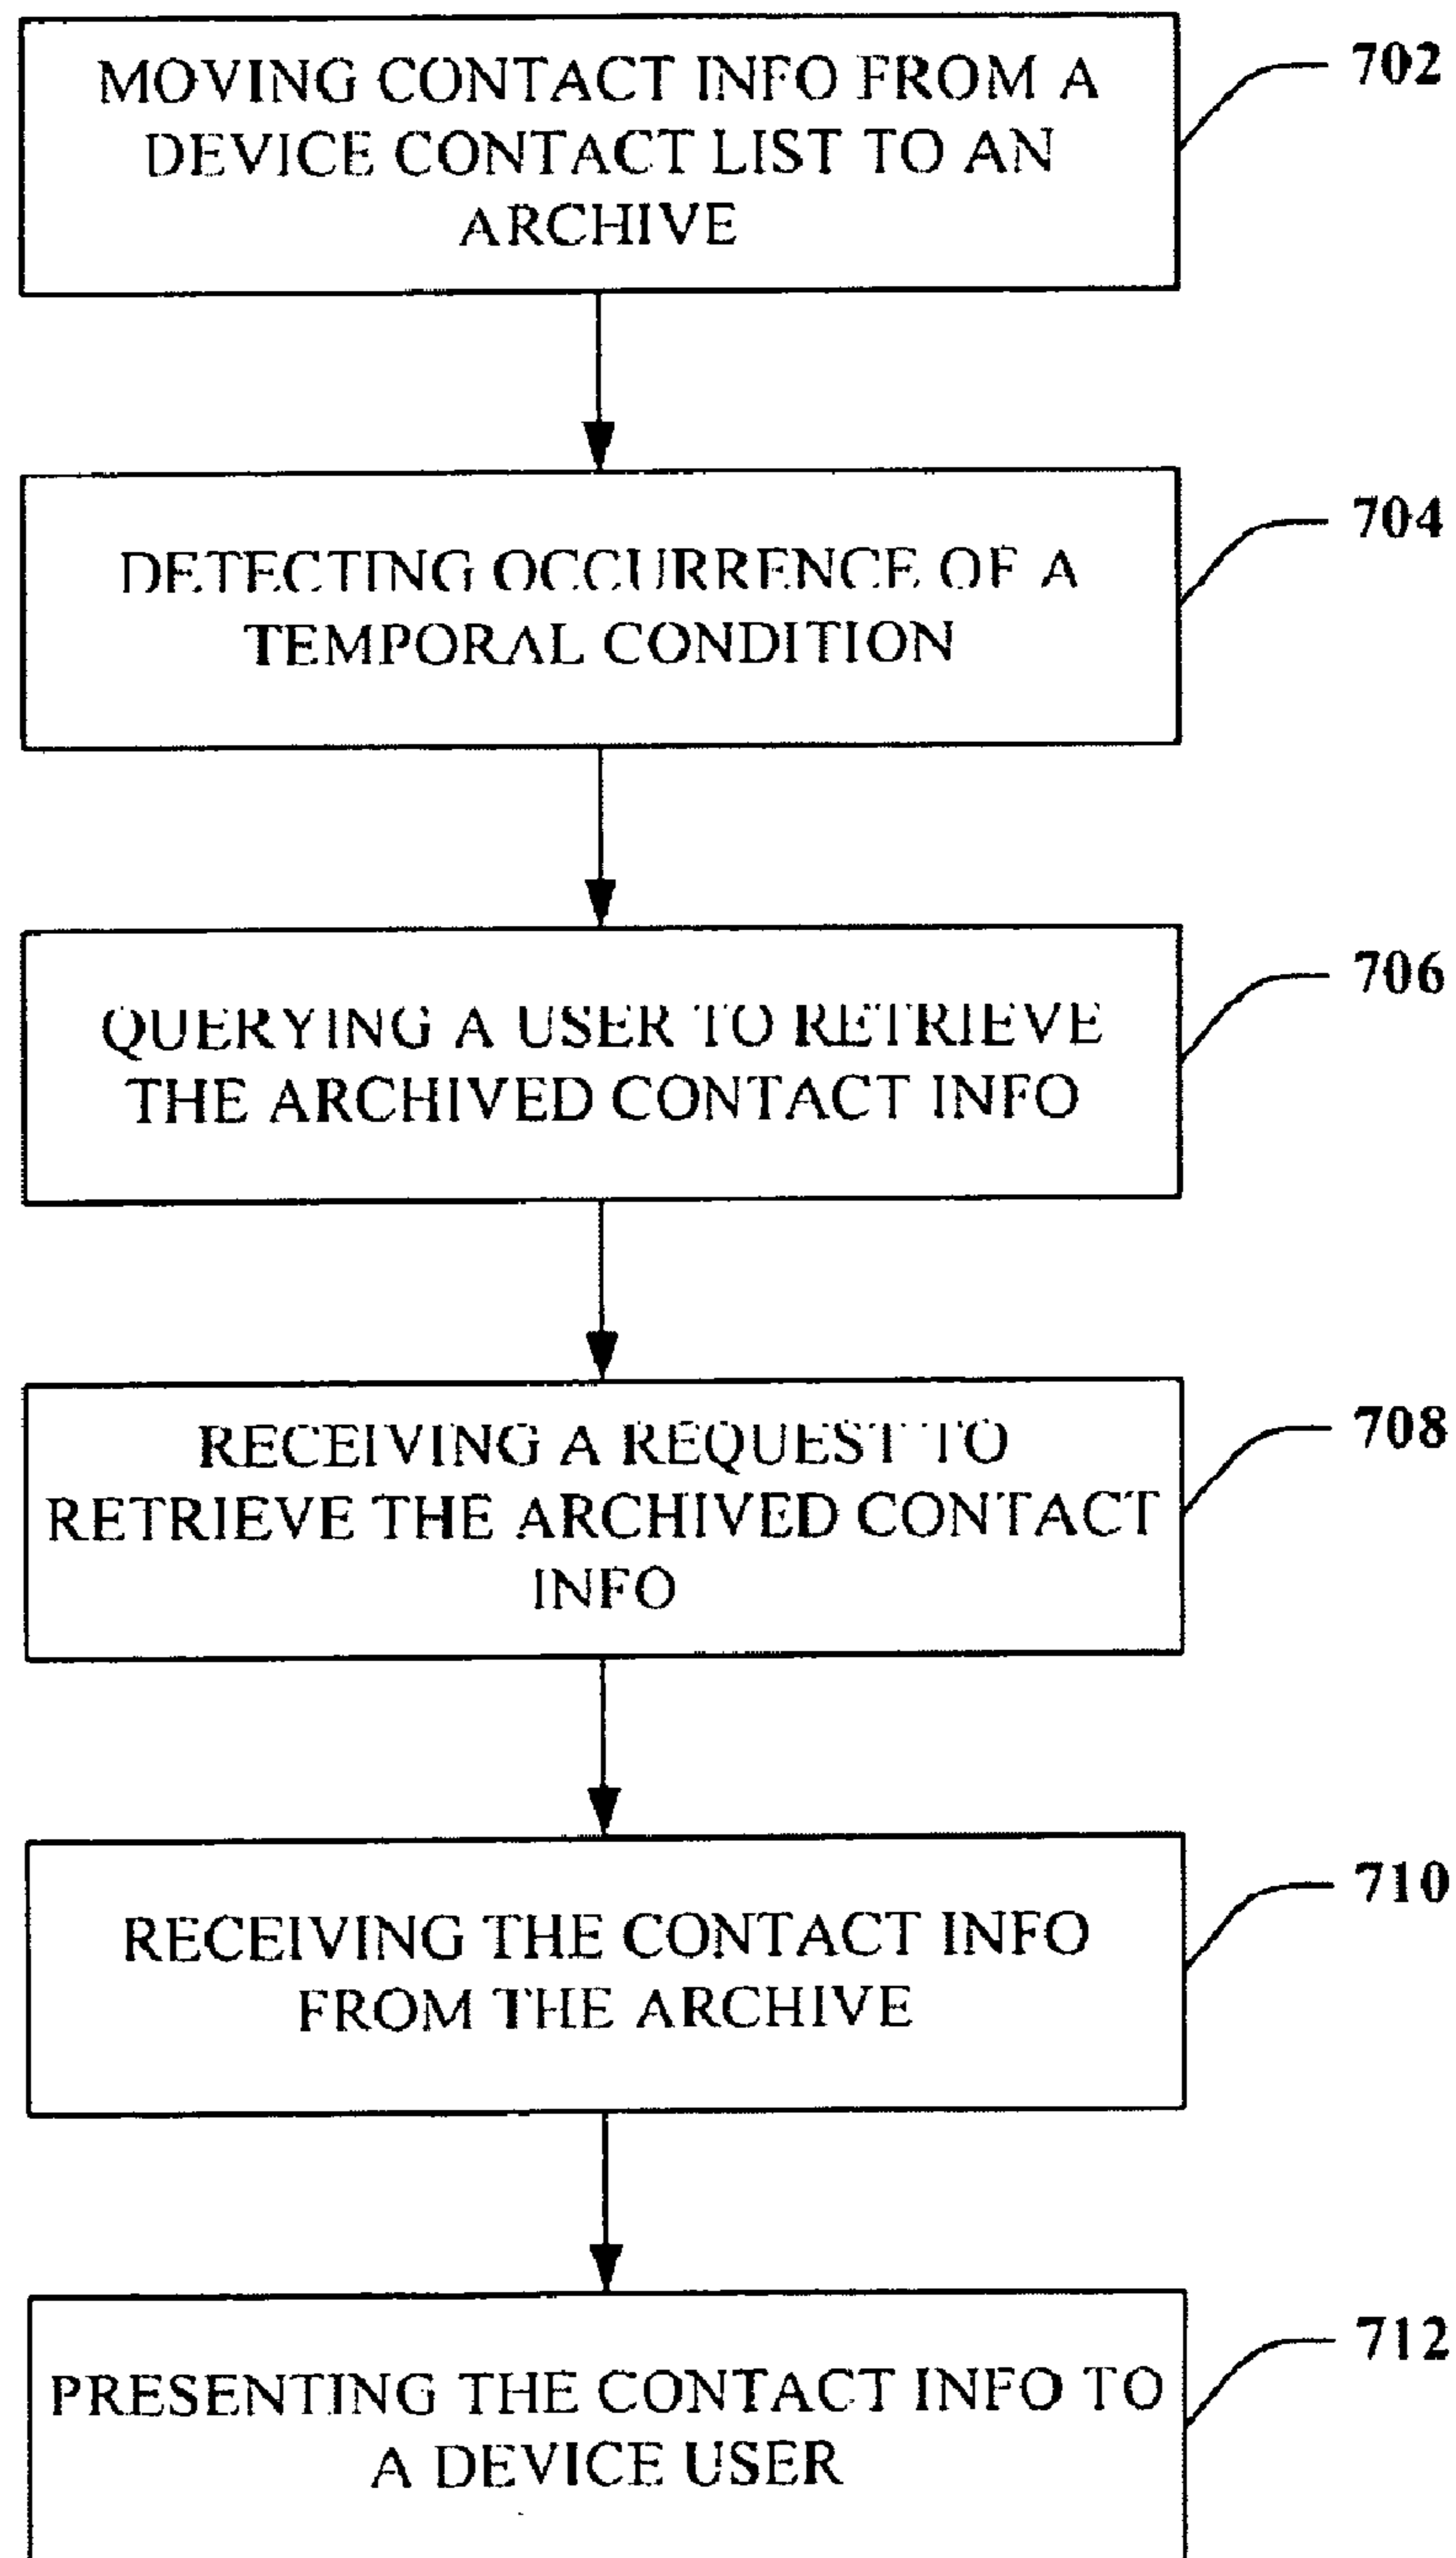 MOVING CONTACT INFO FROM A
DEVICE CONTACT LIST TO AN
ARCHIVE
702
DETECTING OCCURRENCE OF A
TEMPORAL CONDITION
704
QUERYING A USER TO RETRIEVE
THE ARCHIVED CONTACT INFO
706
RECEIVING A REQUEST TO
RETRIEVE THE ARCHIVED CONTACT
INFO
708
RECEIVING THE CONTACT INFO
FROM THE ARCHIVE
710
PRESENTING THE CONTACT INFO TO
A DEVICE USER
712